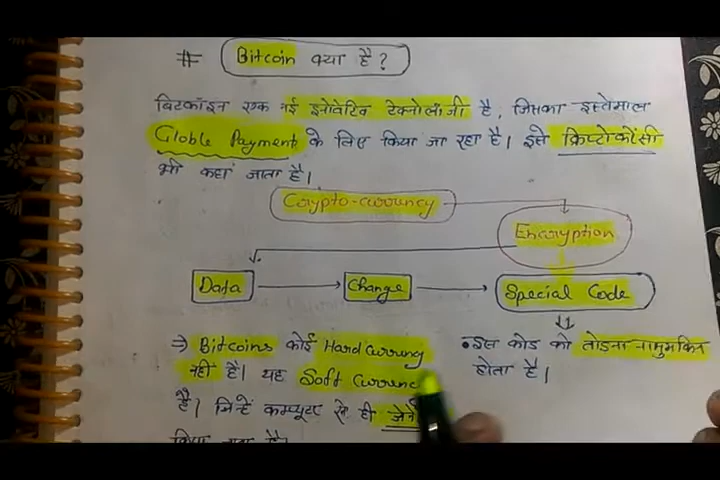 # Bitcoin क्या है?
बिटकॉइन एक नई इनोवेटिव टेक्नोलॉजी है, जिसका इस्तेमाल
Globle Payment के लिए किया जा रहा है। इसे क्रिप्टोकरेंसी
भी कहां जाता है।
Crypto-currency
Encryption
Data Change Special Code
⇒ Bitcoins कोई Hard Currency
नही है। यह Soft Currenc
है। जिन्हें कम्प्यूटर से ही
• इस कोड को तोड़ना नामुमकिन
होता है।